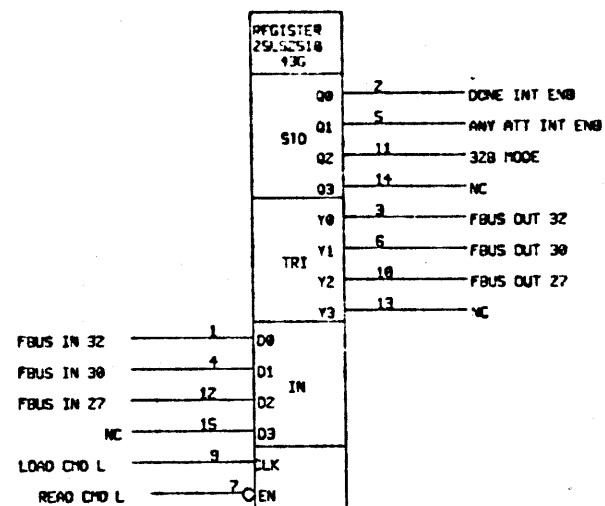 REGISTER
25LS2518
43G
Q0 2 DONE INT ENB
STD Q1 5 ANY ATT INT ENB
Q2 11 32B MODE
Q3 14 NC
Y0 3 FBUS OUT 32
TRI Y1 6 FBUS OUT 30
Y2 10 FBUS OUT 27
Y3 13 NC
FBUS IN 32 1 D0
FBUS IN 30 4 D1
FBUS IN 27 12 D2 IN
NC 15 D3
LOAD CMD L 9 CLK
READ CMD L 7 EN